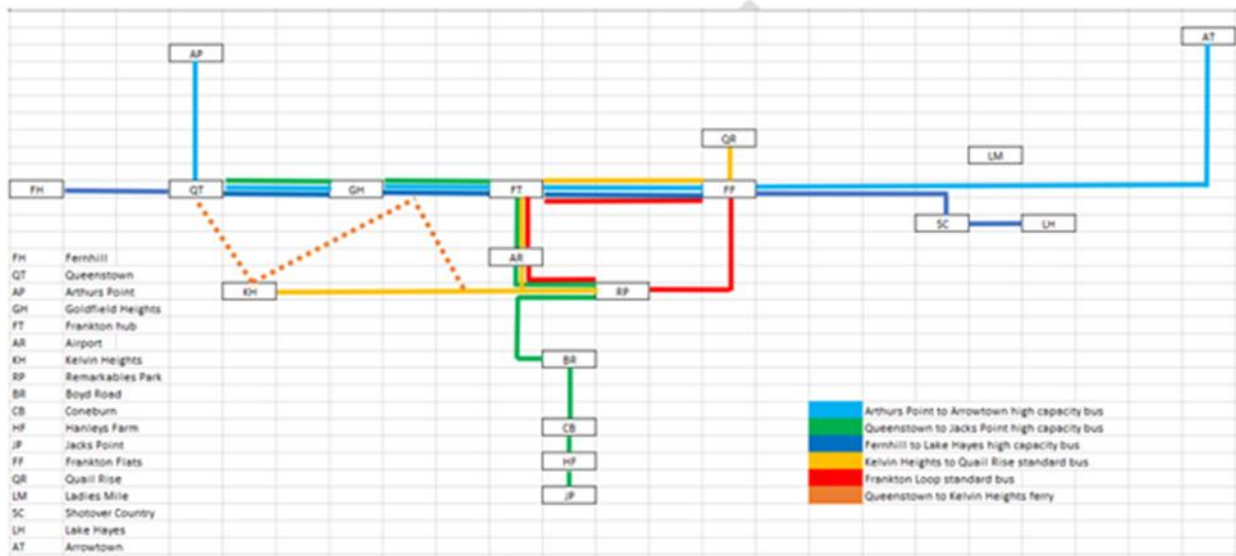 AP
AT
QR
LM
FH
QT
GH
FT
FF
SC
LH
AR
KH
RP
BR
CB
HF
JP
FH Fernhill
QT Queenstown
AP Arthurs Point
GH Goldfield Heights
FT Frankton hub
AR Airport
KH Kelvin Heights
RP Remarkables Park
BR Boyd Road
CB Coneburn
HF Hanleys Farm
JP Jacks Point
FF Frankton Flats
QR Quail Rise
LM Ladies Mile
SC Shotover Country
LH Lake Hayes
AT Arrowtown
Arthurs Point to Arrowtown high capacity bus
Queenstown to Jacks Point high capacity bus
Fernhill to Lake Hayes high capacity bus
Kelvin Heights to Quail Rise standard bus
Frankton Loop standard bus
Queenstown to Kelvin Heights ferry